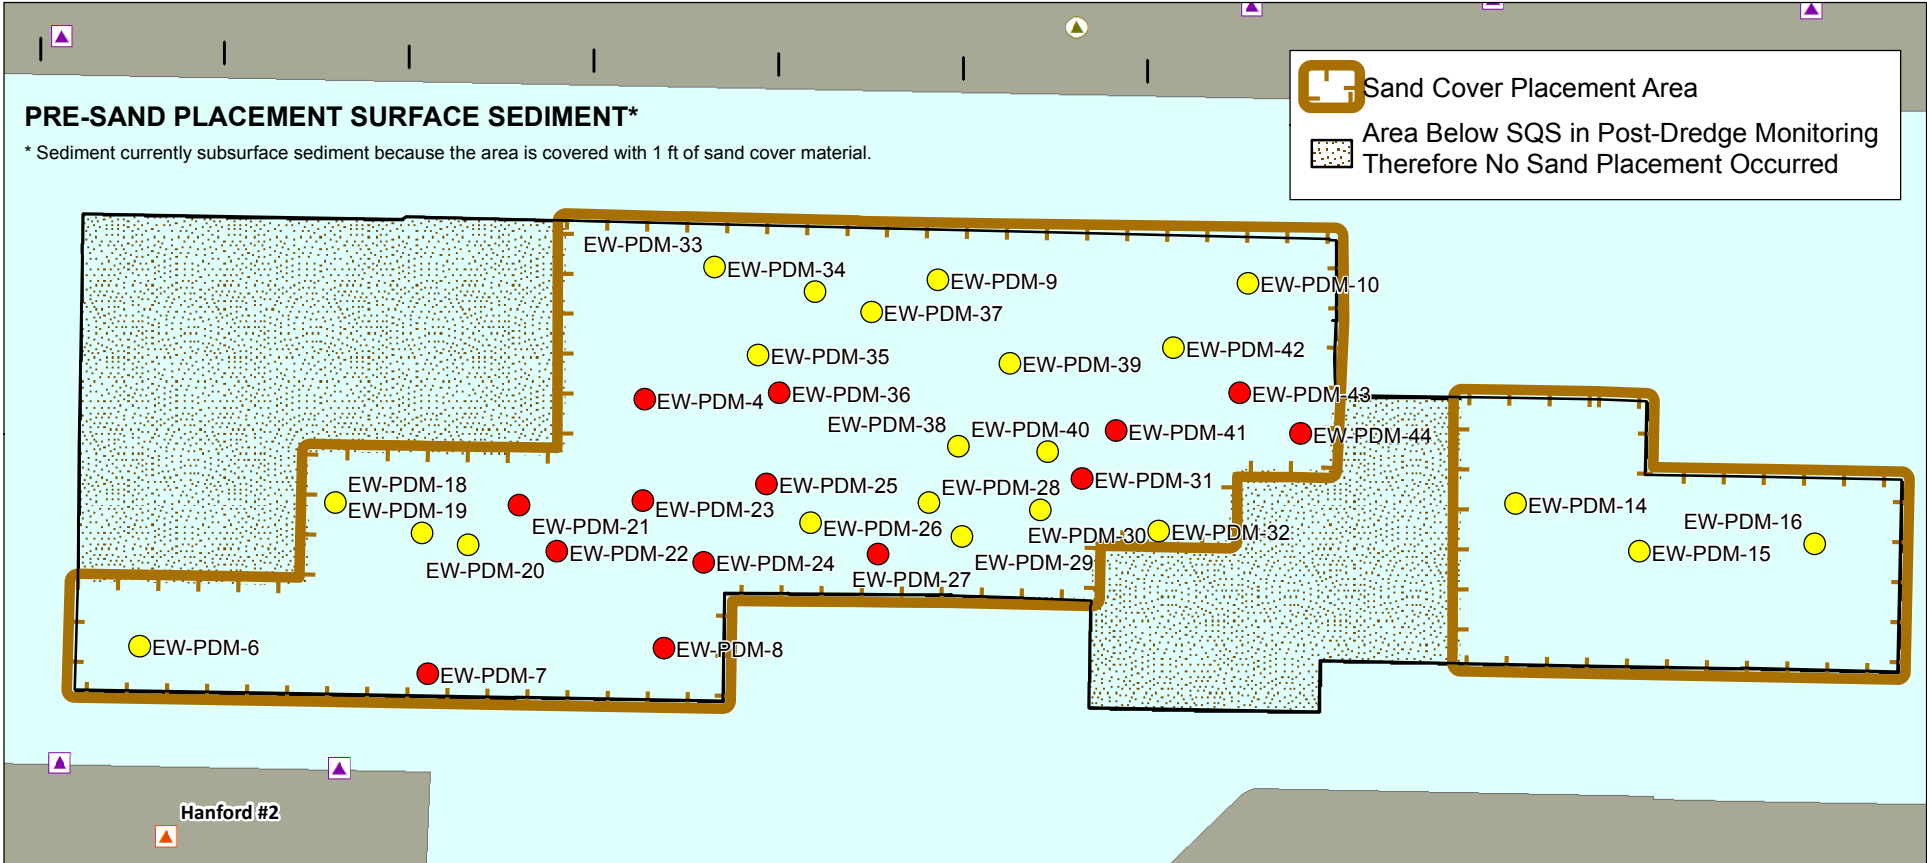 PRE-SAND PLACEMENT SURFACE SEDIMENT*
* Sediment currently subsurface sediment because the area is covered with 1 ft of sand cover material.
Sand Cover Placement Area
Area Below SQS in Post-Dredge Monitoring
Therefore No Sand Placement Occurred
EW-PDM-33
EW-PDM-34
EW-PDM-9
EW-PDM-10
EW-PDM-37
EW-PDM-35
EW-PDM-39
EW-PDM-42
EW-PDM-4
EW-PDM-36
EW-PDM-43
EW-PDM-38
EW-PDM-40
EW-PDM-41
EW-PDM-44
EW-PDM-18
EW-PDM-19
EW-PDM-25
EW-PDM-28
EW-PDM-31
EW-PDM-14
EW-PDM-21
EW-PDM-23
EW-PDM-26
EW-PDM-30
EW-PDM-32
EW-PDM-16
EW-PDM-15
EW-PDM-20
EW-PDM-22
EW-PDM-24
EW-PDM-27
EW-PDM-29
EW-PDM-6
EW-PDM-7
EW-PDM-8
Hanford #2